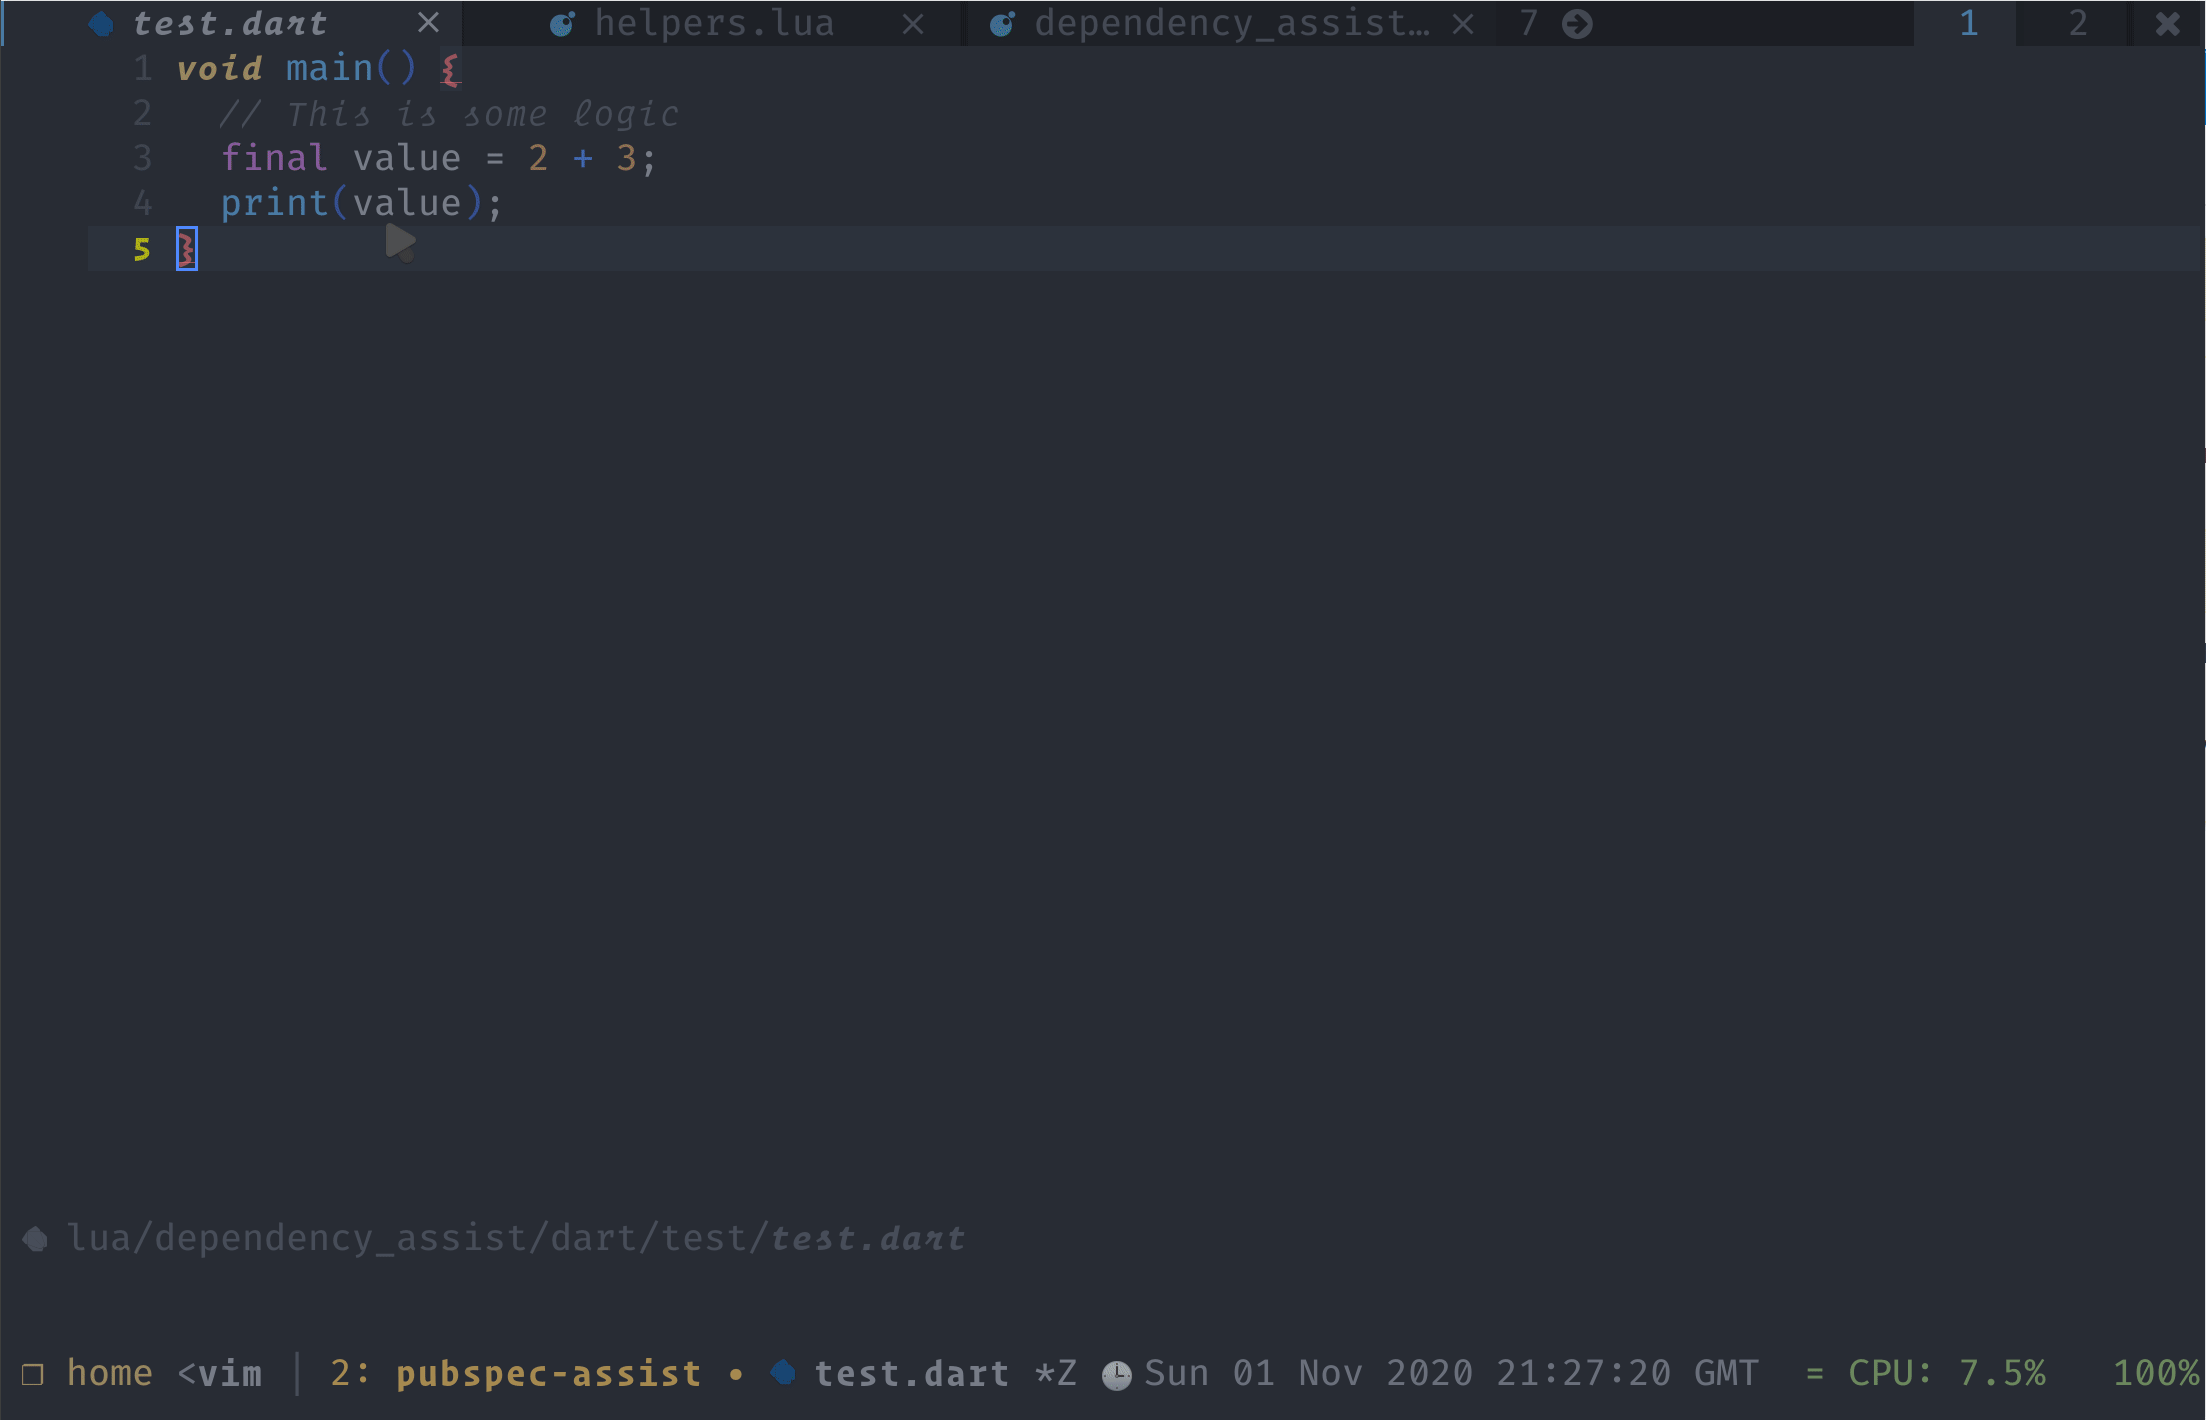 test.dart × helpers.lua × dependency_assist… × 7 1 2 ✖
1 void main() {
2 // This is some logic
3 final value = 2 + 3;
4 print(value);
5 }
lua/dependency_assist/dart/test/test.dart
❐ home <vim │ 2: pubspec-assist • test.dart *Z Sun 01 Nov 2020 21:27:20 GMT = CPU: 7.5% 100%